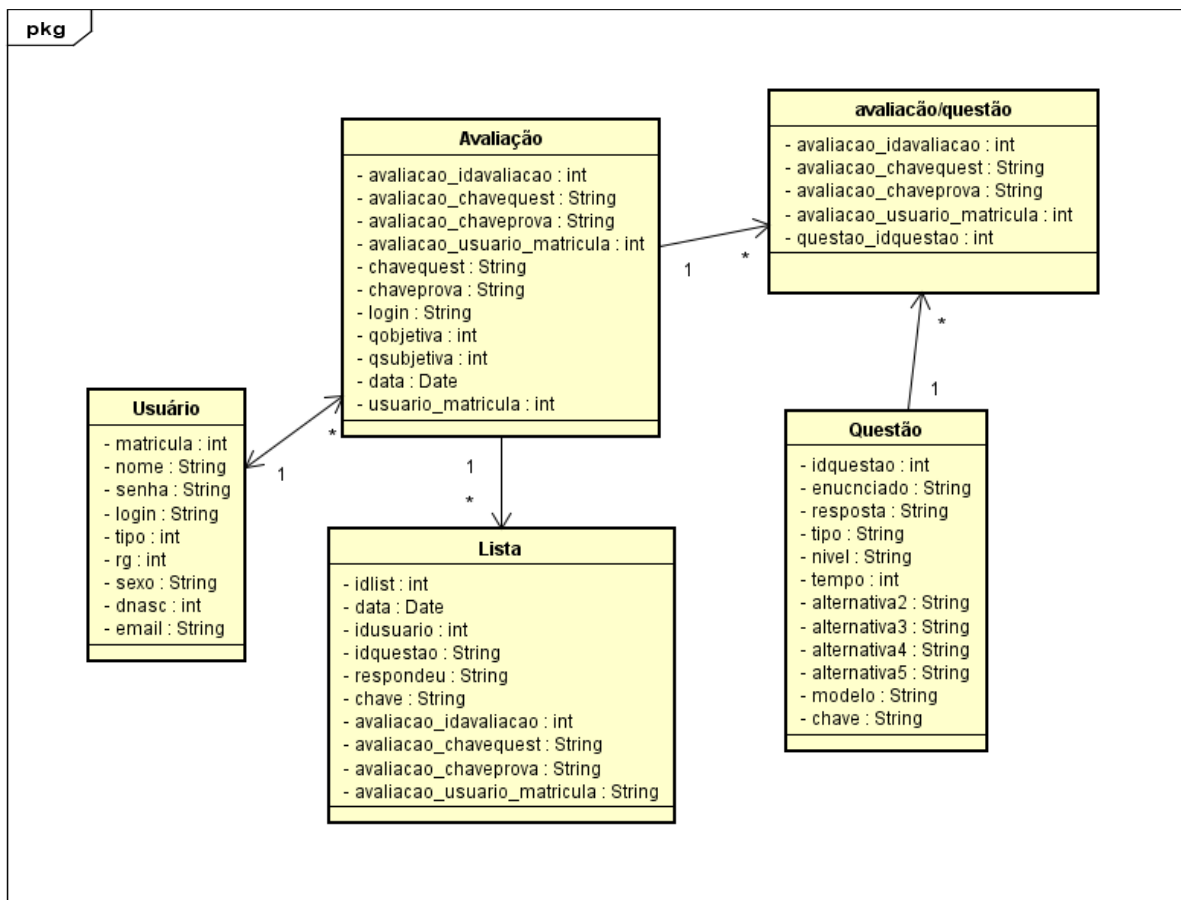 pkg
Avaliação
- avaliacao_idavaliacao : int
- avaliacao_chavequest : String
- avaliacao_chaveprova : String
- avaliacao_usuario_matricula : int
- chavequest : String
- chaveprova : String
- login : String
- qobjetiva : int
- qsubjetiva : int
- data : Date
- usuario_matricula : int
avaliacão/questão
- avaliacao_idavaliacao : int
- avaliacao_chavequest : String
- avaliacao_chaveprova : String
- avaliacao_usuario_matricula : int
- questao_idquestao : int
1
*
Usuário
- matricula : int
- nome : String
- senha : String
- login : String
- tipo : int
- rg : int
- sexo : String
- dnasc : int
- email : String
1
*
1
*
Lista
- idlist : int
- data : Date
- idusuario : int
- idquestao : String
- respondeu : String
- chave : String
- avaliacao_idavaliacao : int
- avaliacao_chavequest : String
- avaliacao_chaveprova : String
- avaliacao_usuario_matricula : String
*
1
Questão
- idquestao : int
- enucnciado : String
- resposta : String
- tipo : String
- nivel : String
- tempo : int
- alternativa2 : String
- alternativa3 : String
- alternativa4 : String
- alternativa5 : String
- modelo : String
- chave : String